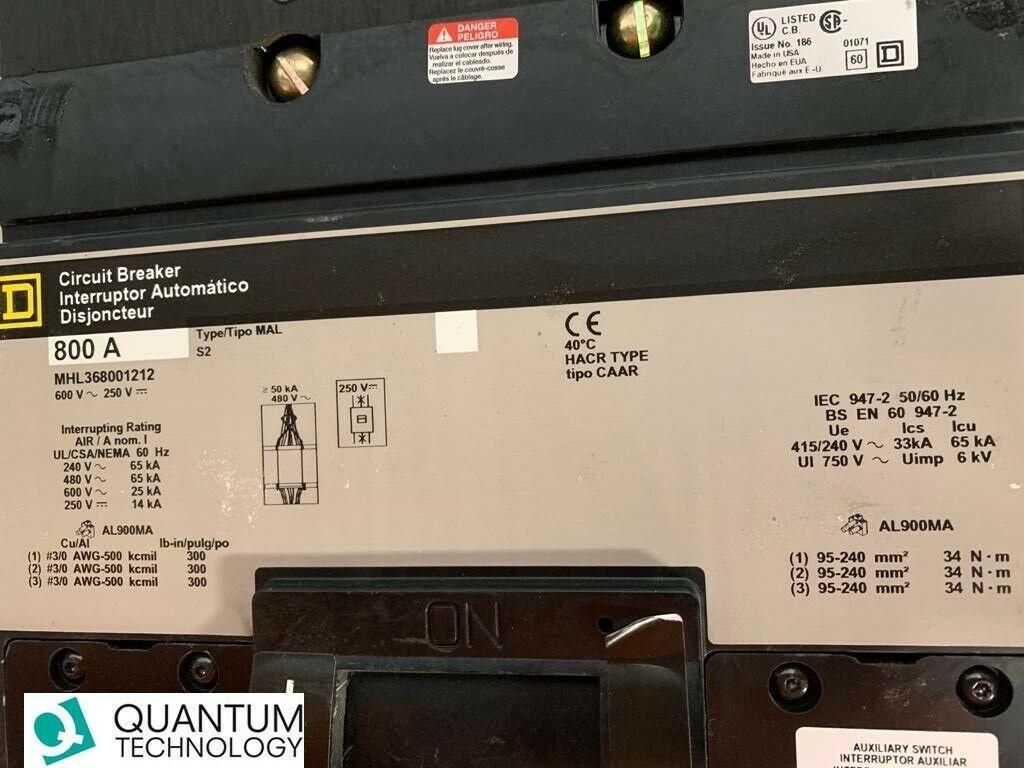 DANGER
PELIGRO
Replace lug cover after wiring.
Vuelva a colocar después de
realizar el cableado.
Replacez le couvre-cosse
après le câblage.
UL LISTED SA-
C.B.
Issue No. 186 01071
Made in USA
Hecho en EUA 60 D
Fabriqué aux E-U.
D
Circuit Breaker
Interruptor Automático
Disjoncteur
800 A
Type/Tipo MAL
S2
MHL368001212
600 V ~ 250 V ⎓
Interrupting Rating
AIR / A nom. I
UL/CSA/NEMA 60 Hz
240 V ~ 65 kA
480 V ~ 65 kA
600 V ~ 25 kA
250 V ⎓ 14 kA
AL900MA
Cu/Al lb-in/pulg/po
(1) #3/0 AWG-500 kcmil 300
(2) #3/0 AWG-500 kcmil 300
(3) #3/0 AWG-500 kcmil 300
≥ 50 kA
480 V ~
250 V ⎓
CE
40°C
HACR TYPE
tipo CAAR
IEC 947-2 50/60 Hz
BS EN 60 947-2
Ue Ics Icu
415/240 V ~ 33kA 65 kA
UI 750 V ~ Uimp 6 kV
AL900MA
(1) 95-240 mm² 34 N·m
(2) 95-240 mm² 34 N·m
(3) 95-240 mm² 34 N·m
ON
QUANTUM
TECHNOLOGY
AUXILIARY SWITCH
INTERRUPTOR AUXILIAR